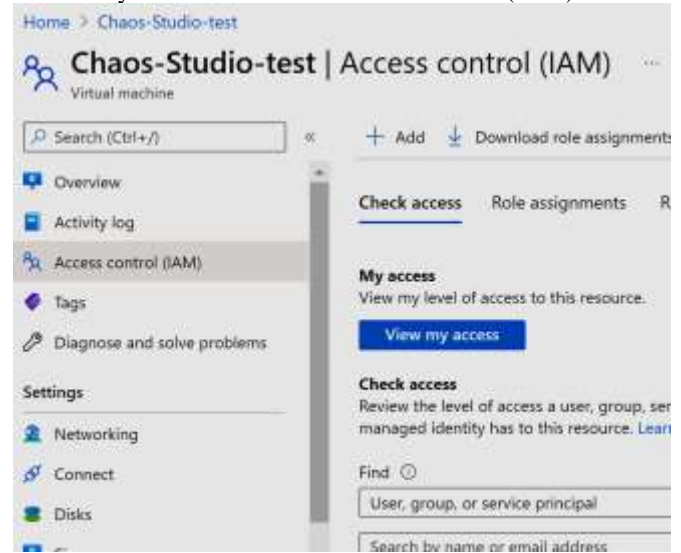 Home > Chaos-Studio-test
Chaos-Studio-test | Access control (IAM) ...
Virtual machine
Search (Ctrl+/)
«
+ Add
Download role assignments
Overview
Activity log
Access control (IAM)
Tags
Diagnose and solve problems
Settings
Networking
Connect
Disks
Check access
Role assignments
R
My access
View my level of access to this resource.
View my access
Check access
Review the level of access a user, group, ser
managed identity has to this resource. Learn
Find
User, group, or service principal
Search by name or email address